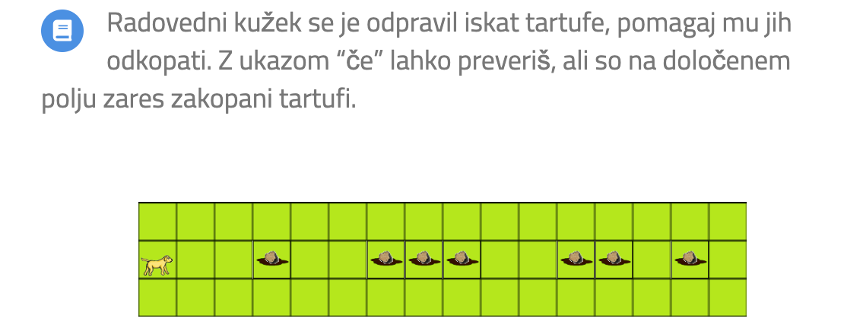 Radovedni kužek se je odpravil iskat tartufe, pomagaj mu jih
odkopati. Z ukazom “če” lahko preveriš, ali so na določenem
polju zares zakopani tartufi.